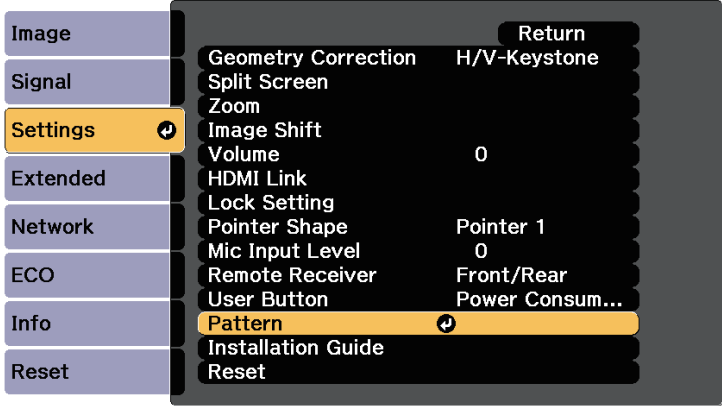 Image
Signal
Settings
Extended
Network
ECO
Info
Reset
Return
Geometry Correction H/V-Keystone
Split Screen
Zoom
Image Shift
Volume 0
HDMI Link
Lock Setting
Pointer Shape Pointer 1
Mic Input Level 0
Remote Receiver Front/Rear
User Button Power Consum...
Pattern
Installation Guide
Reset